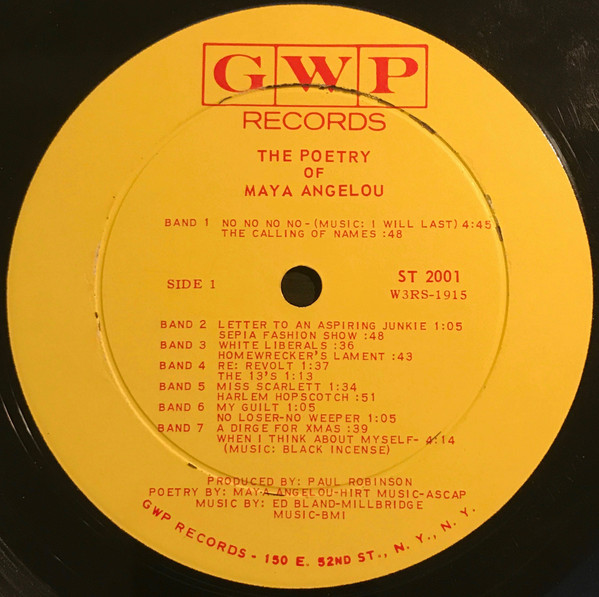 GWP
RECORDS
THE POETRY
OF
MAYA ANGELOU
BAND 1 NO NO NO NO-(MUSIC: I WILL LAST) 4:45
THE CALLING OF NAMES :48
SIDE 1
ST 2001
W3RS-1915
BAND 2 LETTER TO AN ASPIRING JUNKIE 1:05
SEPIA FASHION SHOW :48
BAND 3 WHITE LIBERALS :36
HOMEWRECKER'S LAMENT :43
BAND 4 RE: REVOLT 1:37
THE 13'S 1:13
BAND 5 MISS SCARLETT 1:34
HARLEM HOPSCOTCH :51
BAND 6 MY GUILT 1:05
NO LOSER-NO WEEPER 1:05
BAND 7 A DIRGE FOR XMAS :39
WHEN I THINK ABOUT MYSELF- 4:14
(MUSIC: BLACK INCENSE)
PRODUCED BY: PAUL ROBINSON
POETRY BY: MAYA ANGELOU-HIRT MUSIC-ASCAP
MUSIC BY: ED BLAND-MILLBRIDGE
MUSIC-BMI
GWP RECORDS - 150 E. 52ND ST., N. Y., N. Y.